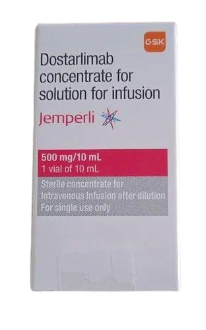 GSK
Dostarlimab
concentrate for
solution for infusion
Jemperli
500 mg/10 mL
1 vial of 10 mL
Sterile concentrate for
Intravenous Infusion after dilution
For single use only